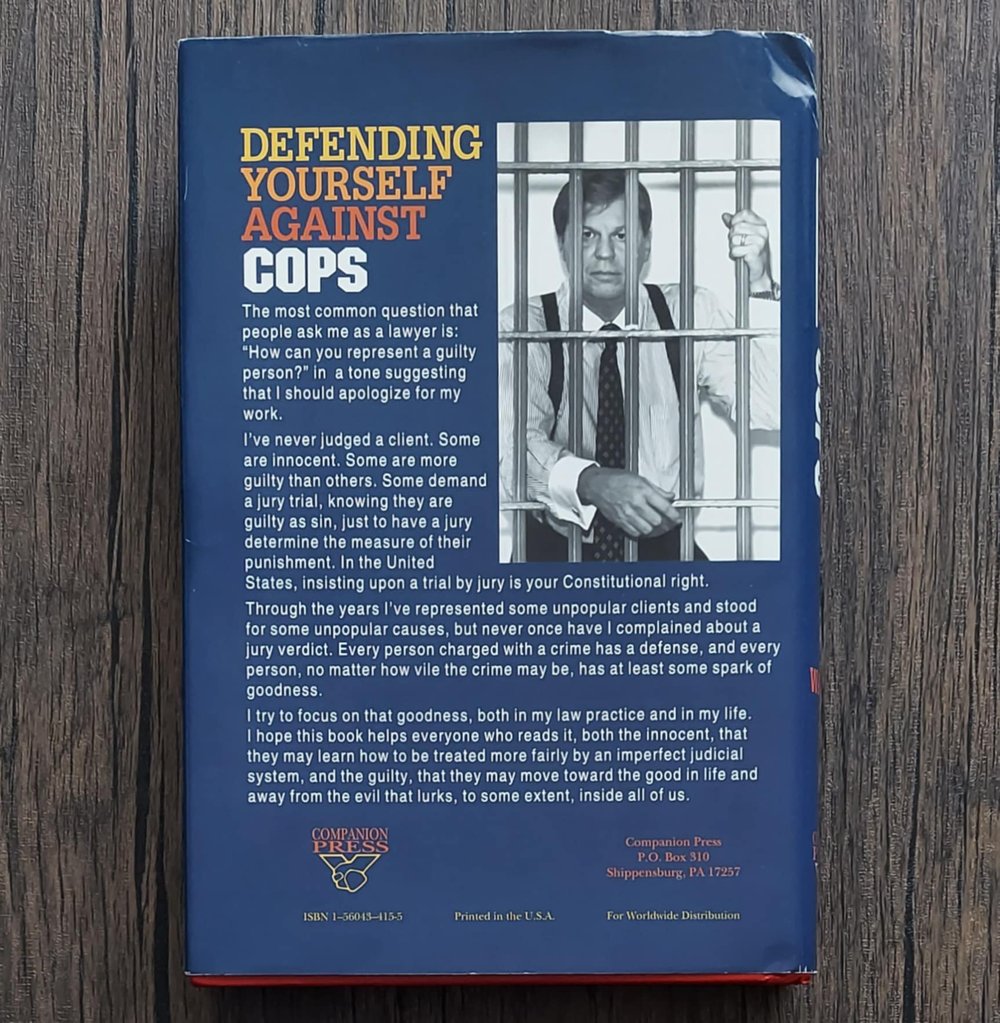 DEFENDING
YOURSELF
AGAINST
COPS
The most common question that
people ask me as a lawyer is:
“How can you represent a guilty
person?” in a tone suggesting
that I should apologize for my
work.
I’ve never judged a client. Some
are innocent. Some are more
guilty than others. Some demand
a jury trial, knowing they are
guilty as sin, just to have a jury
determine the measure of their
punishment. In the United
States, insisting upon a trial by jury is your Constitutional right.
Through the years I’ve represented some unpopular clients and stood
for some unpopular causes, but never once have I complained about a
jury verdict. Every person charged with a crime has a defense, and every
person, no matter how vile the crime may be, has at least some spark of
goodness.
I try to focus on that goodness, both in my law practice and in my life.
I hope this book helps everyone who reads it, both the innocent, that
they may learn how to be treated more fairly by an imperfect judicial
system, and the guilty, that they may move toward the good in life and
away from the evil that lurks, to some extent, inside all of us.
COMPANION
PRESS
Companion Press
P.O. Box 310
Shippensburg, PA 17257
ISBN 1–56043–415-5
Printed in the U.S.A.
For Worldwide Distribution